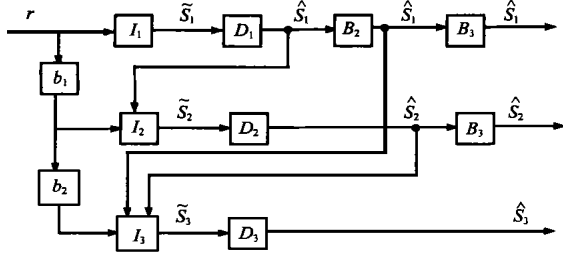 r I₁ S̃₁ D₁ Ŝ₁ B₂ Ŝ₁ B₃ Ŝ₁
b₁
I₂ S̃₂ D₂ Ŝ₂ B₃ Ŝ₂
b₂
I₃ S̃₃ D₃ Ŝ₃